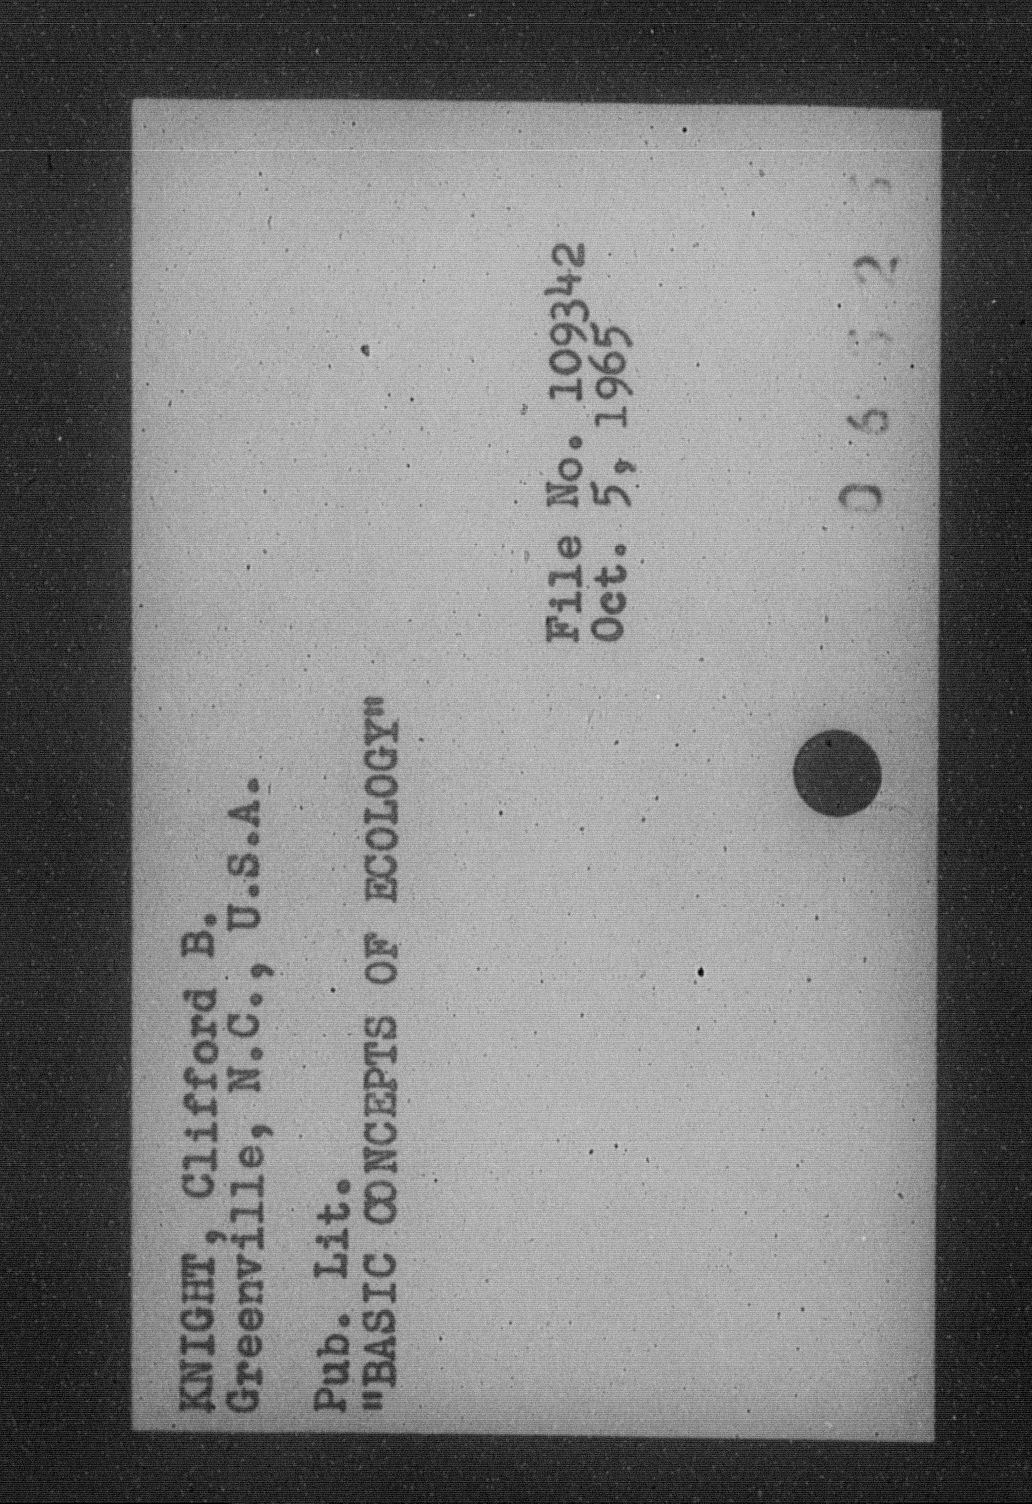 KNIGHT, Clifford B.
Greenville, N.C., U.S.A.
Pub. Lit.
"BASIC CONCEPTS OF ECOLOGY"
File No. 109342
Oct. 5, 1965